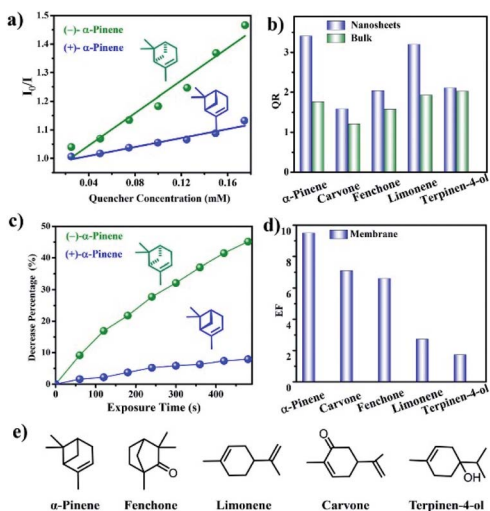 a)
(−)- α-Pinene
(+)- α-Pinene
I0/I
1.5
1.4
1.3
1.2
1.1
1.0
0.04 0.08 0.12 0.16
Quencher Concentration (mM)
b)
Nanosheets
Bulk
QR
4
3
2
1
0
α-Pinene Carvone Fenchone Limonene Terpinen-4-ol
c)
(−)-α-Pinene
(+)-α-Pinene
Decrease Percentage (%)
50
40
30
20
10
0
0 100 200 300 400
Exposure Time (s)
d)
Membrane
EF
10
8
6
4
2
0
α-Pinene Carvone Fenchone Limonene Terpinen-4-ol
e)
O
O
OH
α-Pinene Fenchone Limonene Carvone Terpinen-4-ol